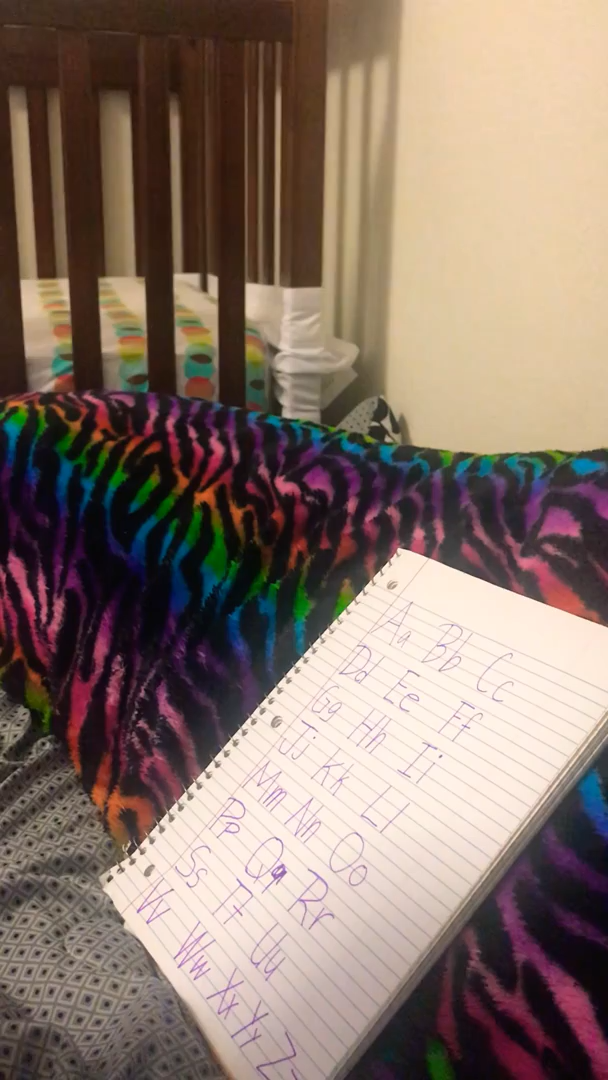 Aa Bb Cc
Dd Ee Ff
Gg Hh Ii
Jj Kk Ll
Mm Nn Oo
Pp Qq Rr
Ss Tt Uu
Vv Ww Xx Yy Z